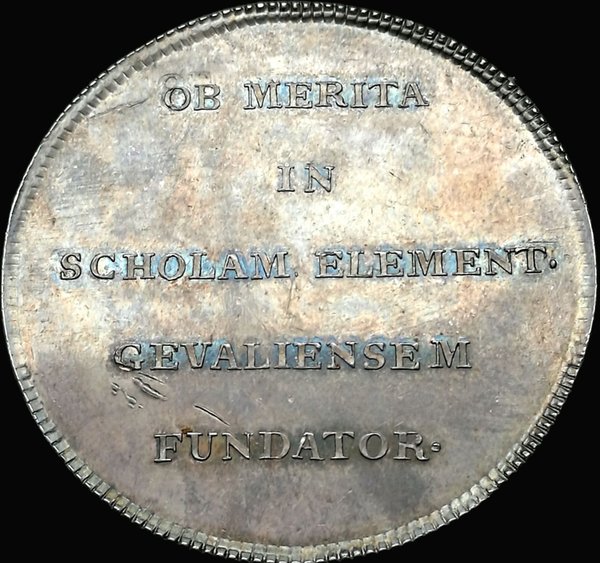 OB MERITA
IN
SCHOLAM. ELEMENT.
GEVALIENSEM
FUNDATOR.